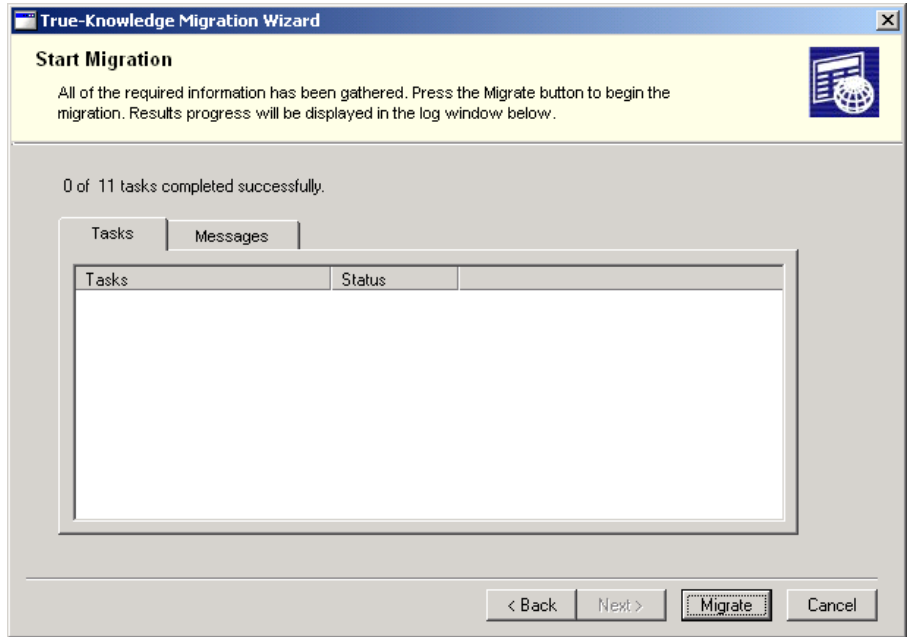 True-Knowledge Migration Wizard
Start Migration
All of the required information has been gathered. Press the Migrate button to begin the
migration. Results progress will be displayed in the log window below.
0 of 11 tasks completed successfully.
Tasks Messages
Tasks Status
< Back Next > Migrate Cancel